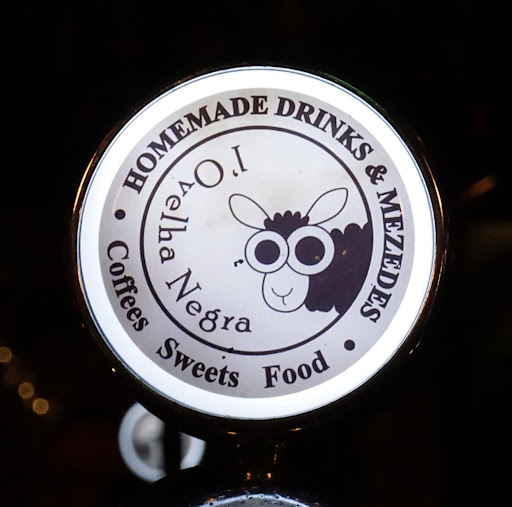 HOMEMADE DRINKS & MEZEDES
l'Ovelha Negra
Coffees Sweets Food